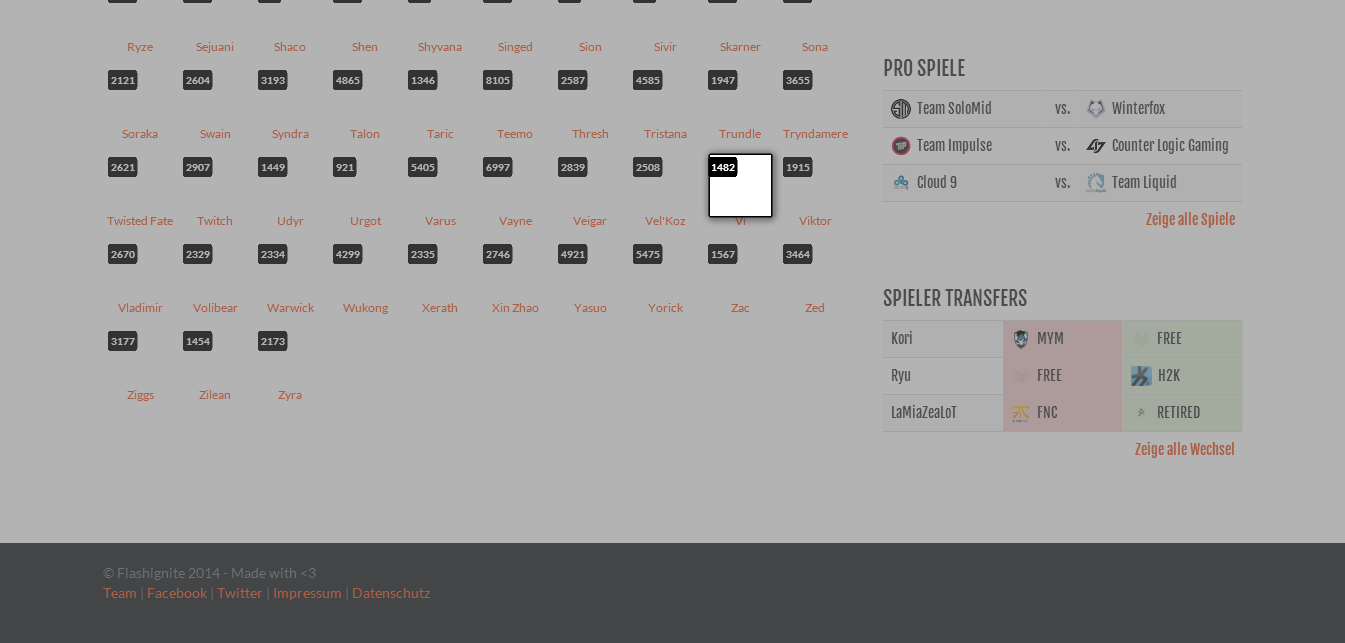 Ryze Sejuani Shaco Shen Shyvana Singed Sion Sivir Skarner Sona
2121 2604 3193 4865 1346 8105 2587 4585 1947 3655
Soraka Swain Syndra Talon Taric Teemo Thresh Tristana Trundle Tryndamere
2621 2907 1449 921 5405 6997 2839 2508 1482 1915
Twisted Fate Twitch Udyr Urgot Varus Vayne Veigar Vel'Koz Vi Viktor
2670 2329 2334 4299 2335 2746 4921 5475 1567 3464
Vladimir Volibear Warwick Wukong Xerath Xin Zhao Yasuo Yorick Zac Zed
3177 1454 2173
Ziggs Zilean Zyra
PRO SPIELE
Team SoloMid vs. Winterfox
Team Impulse vs. Counter Logic Gaming
Cloud 9 vs. Team Liquid
Zeige alle Spiele
SPIELER TRANSFERS
Kori MYM FREE
Ryu FREE H2K
LaMiaZeaLoT FNC RETIRED
Zeige alle Wechsel
© Flashignite 2014 - Made with <3
Team | Facebook | Twitter | Impressum | Datenschutz